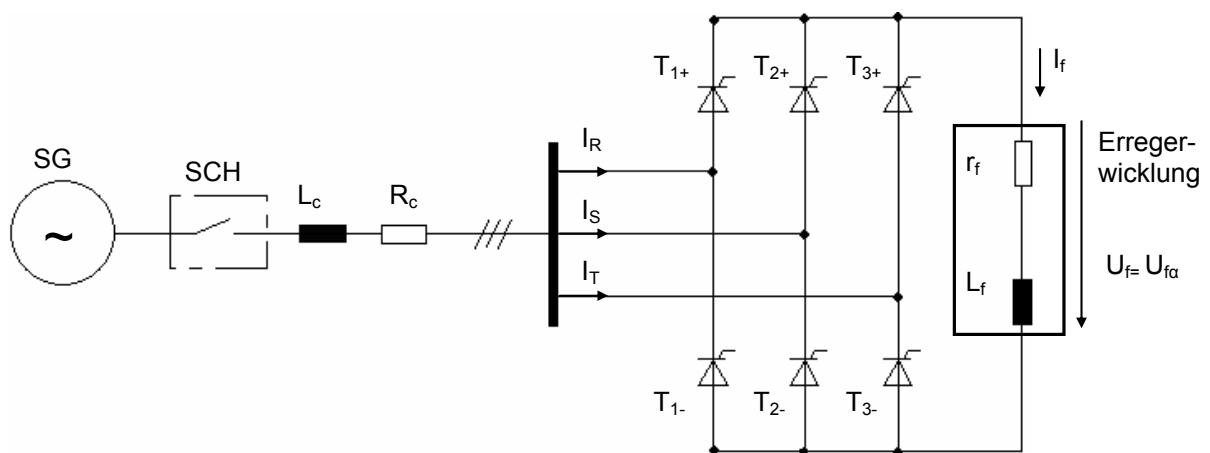 T1+ T2+ T3+
If
SG
SCH
Lc
Rc
IR
IS
IT
rf
Lf
Erreger-
wicklung
Uf= Ufα
~
T1- T2- T3-